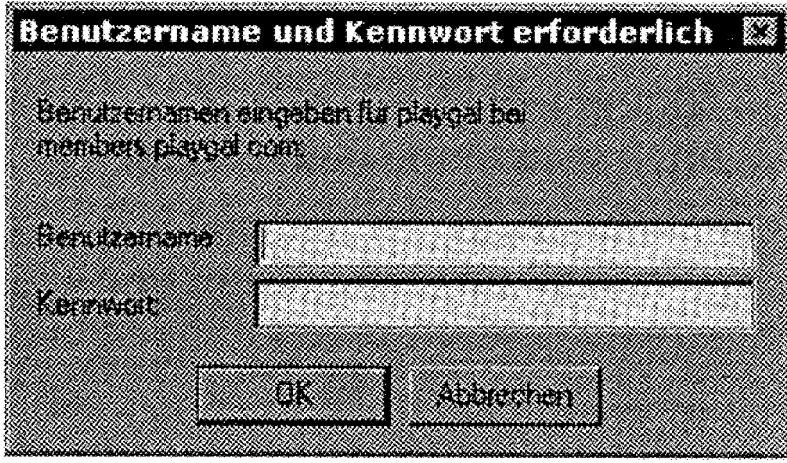 Benutzername und Kennwort erforderlich
Benutzernamen eingeben für playgal bei
members.playgal.com:
Benutzername:
Kennwort:
OK
Abbrechen